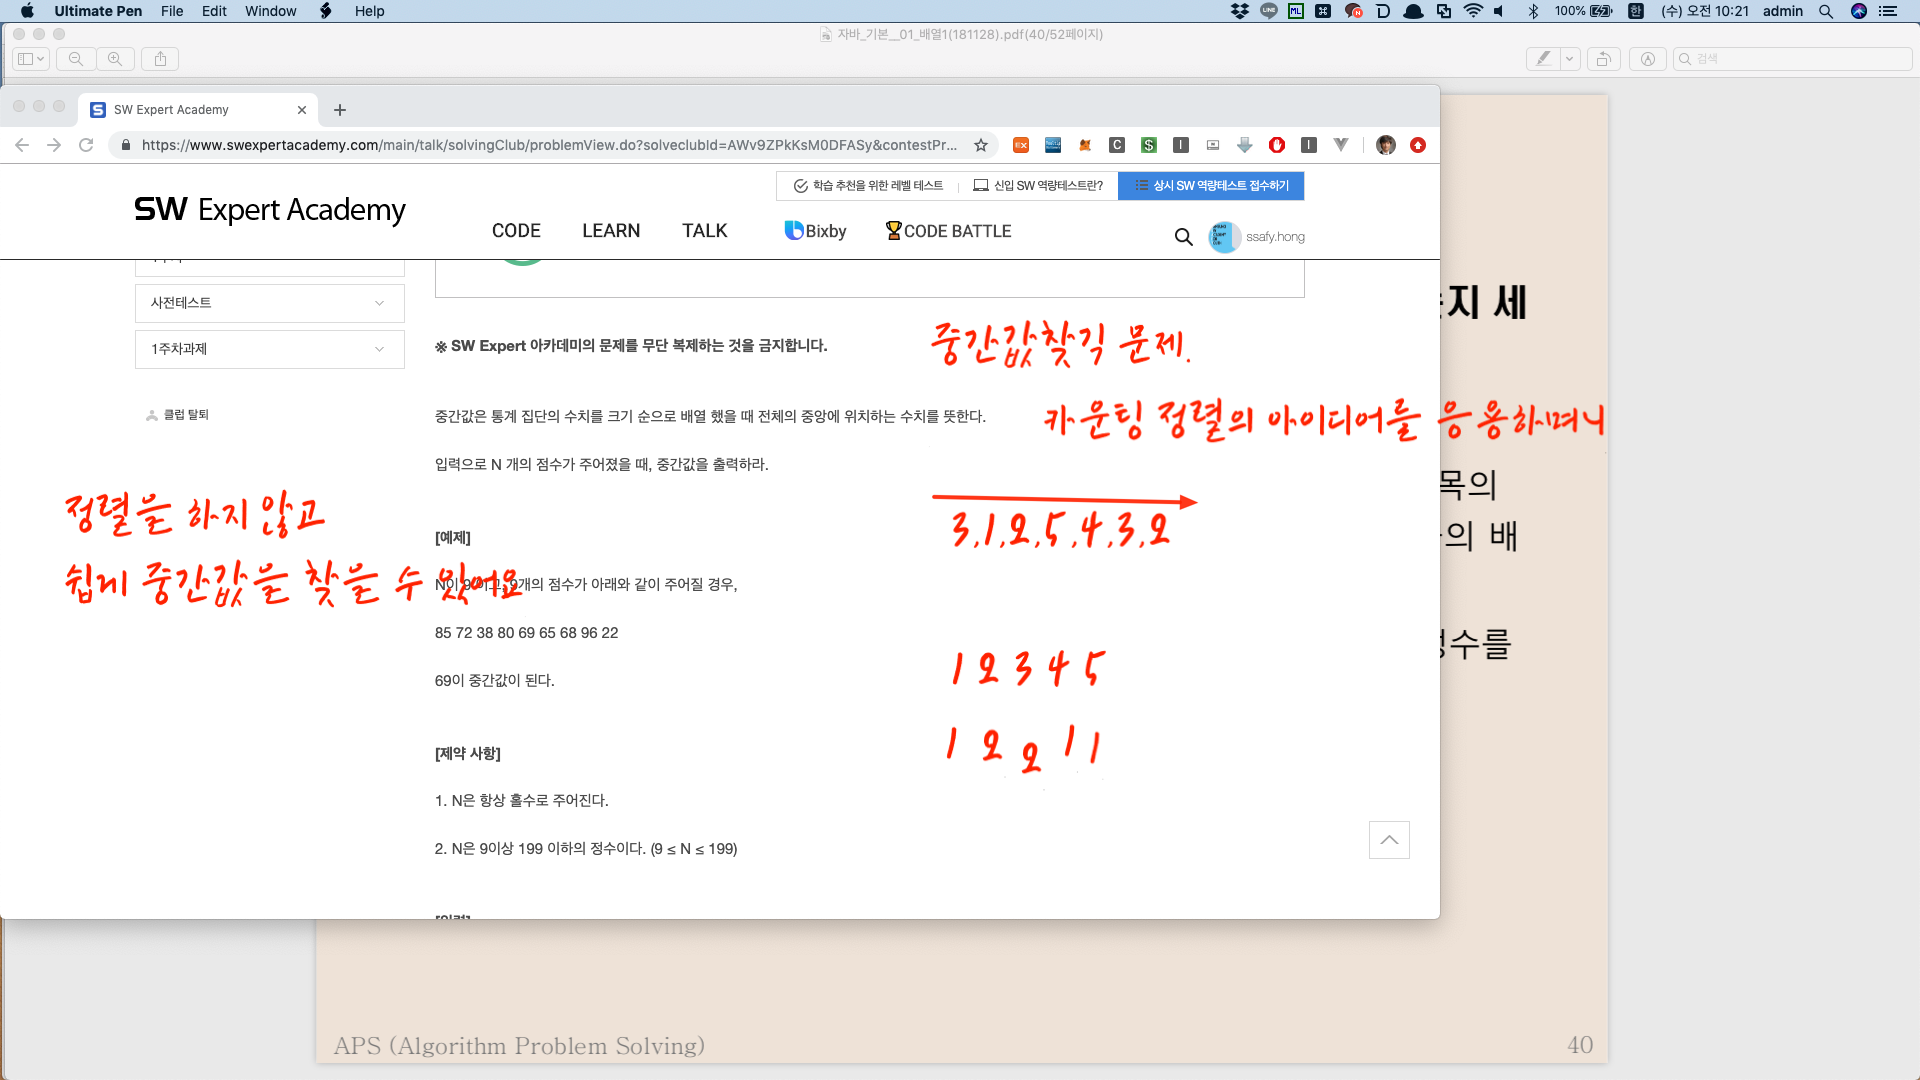 Ultimate Pen File Edit Window Help
100% 한 (수) 오전 10:21 admin
자바_기본__01_배열1(181128).pdf(40/52페이지)
검색
SW Expert Academy
https://www.swexpertacademy.com/main/talk/solvingClub/problemView.do?solveclubId=AWv9ZPkKsM0DFASy&contestPr...
학습 추천을 위한 레벨 테스트 신입 SW 역량테스트란? 상시 SW 역량테스트 접수하기
SW Expert Academy
CODE LEARN TALK Bixby CODE BATTLE
ssafy.hong
사전테스트
1주차과제
클럽 탈퇴
※ SW Expert 아카데미의 문제를 무단 복제하는 것을 금지합니다.
중간값찾긱 문제.
중간값은 통계 집단의 수치를 크기 순으로 배열 했을 때 전체의 중앙에 위치하는 수치를 뜻한다.
카운팅 정렬의 아이디어를 응용하며니
입력으로 N 개의 점수가 주어졌을 때, 중간값을 출력하라.
정렬을 하지 않고
쉽게 중간값을 찾을 수 있어요
3,1,2,5,4,3,2
[예제]
N이 9 이고, 9개의 점수가 아래와 같이 주어질 경우,
85 72 38 80 69 65 68 96 22
69이 중간값이 된다.
1 2 3 4 5
1 2 2 1 1
[제약 사항]
1. N은 항상 홀수로 주어진다.
2. N은 9이상 199 이하의 정수이다. (9 ≤ N ≤ 199)
지 세
목의
의 배
수를
APS (Algorithm Problem Solving)
40